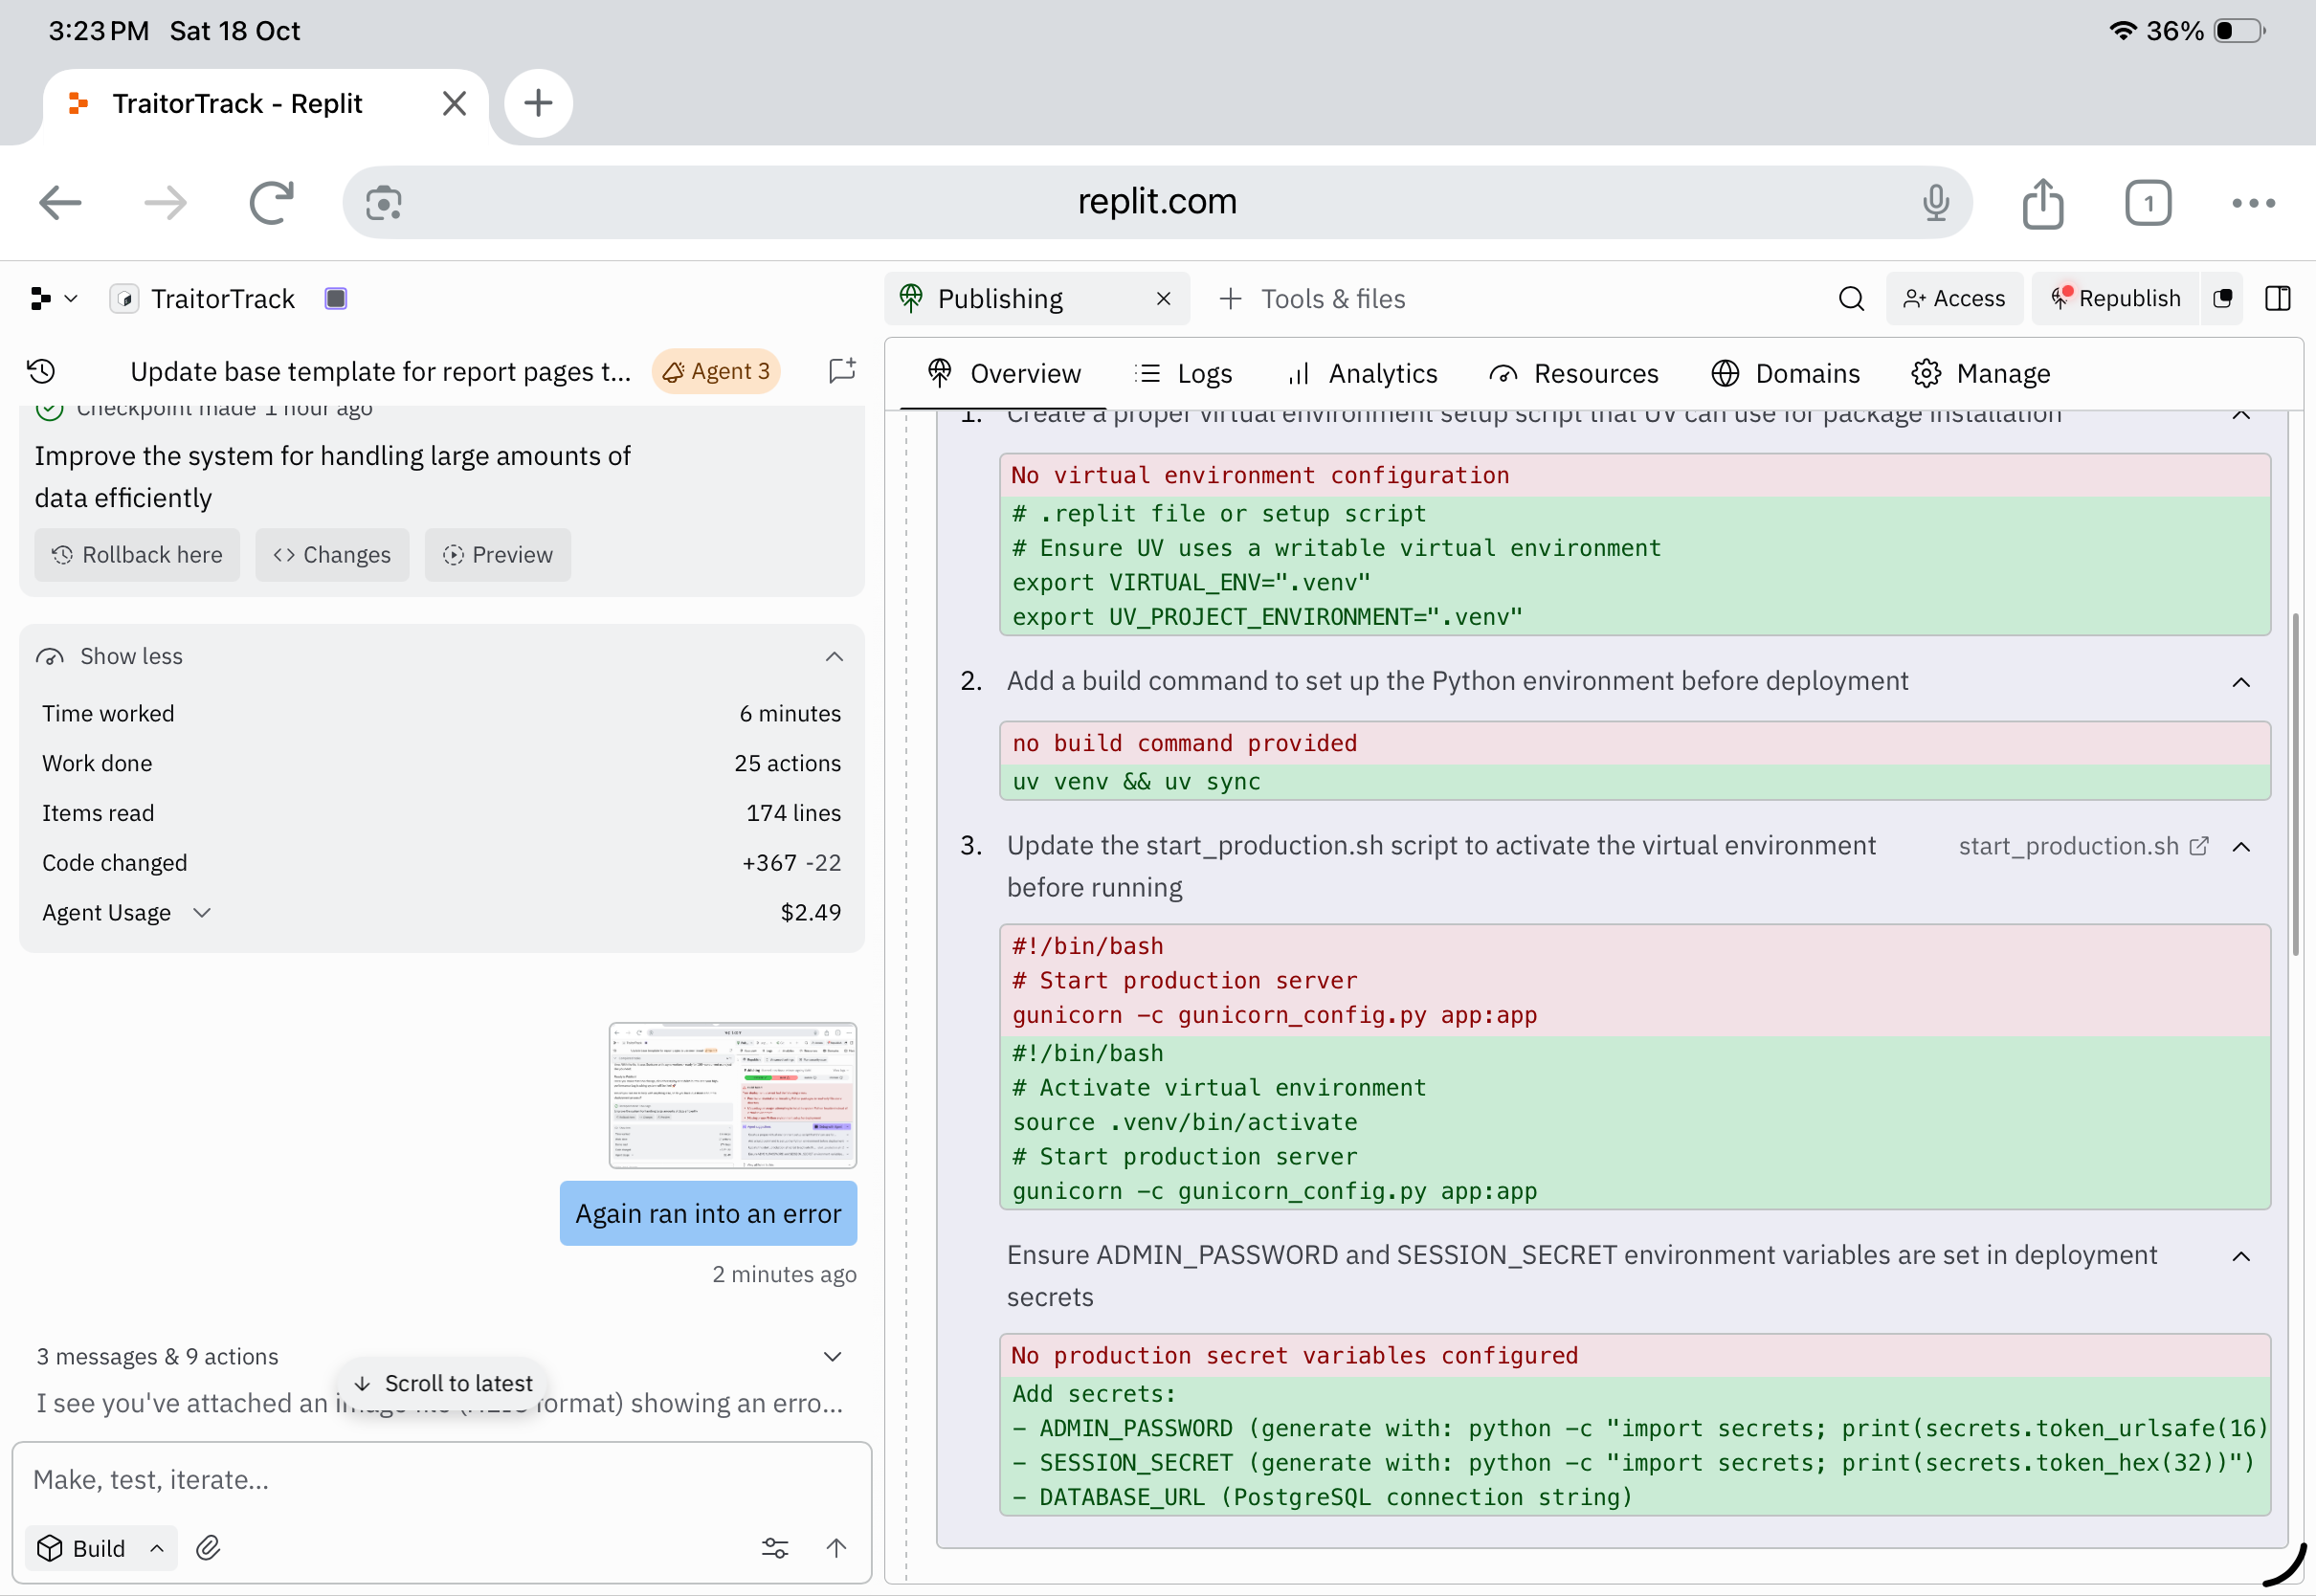 3:23 PM Sat 18 Oct
36%
TraitorTrack - Replit
replit.com
1
TraitorTrack
Publishing
Tools & files
Access
Republish
Update base template for report pages t...
Agent 3
Overview
Logs
Analytics
Resources
Domains
Manage
Checkpoint made 1 hour ago
Improve the system for handling large amounts of
data efficiently
Rollback here
Changes
Preview
Show less
Time worked 6 minutes
Work done 25 actions
Items read 174 lines
Code changed +367 -22
Agent Usage $2.49
Again ran into an error
2 minutes ago
3 messages & 9 actions
Scroll to latest
I see you've attached an image file (HEIC format) showing an erro...
Make, test, iterate...
Build
1. Create a proper virtual environment setup script that UV can use for package installation
No virtual environment configuration
# .replit file or setup script
# Ensure UV uses a writable virtual environment
export VIRTUAL_ENV=".venv"
export UV_PROJECT_ENVIRONMENT=".venv"
2. Add a build command to set up the Python environment before deployment
no build command provided
uv venv && uv sync
3. Update the start_production.sh script to activate the virtual environment
before running
start_production.sh
#!/bin/bash
# Start production server
gunicorn -c gunicorn_config.py app:app
#!/bin/bash
# Activate virtual environment
source .venv/bin/activate
# Start production server
gunicorn -c gunicorn_config.py app:app
Ensure ADMIN_PASSWORD and SESSION_SECRET environment variables are set in deployment
secrets
No production secret variables configured
Add secrets:
- ADMIN_PASSWORD (generate with: python -c "import secrets; print(secrets.token_urlsafe(16)
- SESSION_SECRET (generate with: python -c "import secrets; print(secrets.token_hex(32))")
- DATABASE_URL (PostgreSQL connection string)